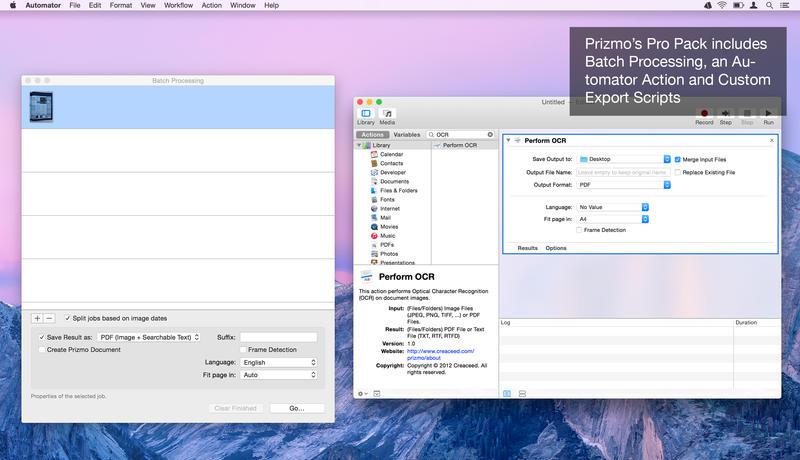 Automator File Edit Format View Workflow Action Window Help
Prizmo's Pro Pack includes
Batch Processing, an Au-
tomator Action and Custom
Export Scripts
Batch Processing
Split jobs based on image dates
Save Result as: PDF (Image + Searchable Text) Suffix:
Create Prizmo Document Frame Detection
Language: English
Fit page in: Auto
Properties of the selected job.
Clear Finished Go...
Untitled
Library Media Record Step Stop Run
Actions Variables OCR
Library
Calendar
Contacts
Developer
Documents
Files & Folders
Fonts
Internet
Mail
Movies
Music
PDFs
Photos
Presentations
Perform OCR
Perform OCR
This action performs Optical Character Recognition
(OCR) on document images.
Input: (Files/Folders) Image Files
(JPEG, PNG, TIFF, ...) or PDF
Files.
Result: (Files/Folders) PDF File or Text
File (TXT, RTF, RTFD)
Version: 1.0
Website: http://www.creaceed.com/
prizmo/about
Copyright: Copyright © 2012 Creaceed. All
rights reserved.
Perform OCR
Save Output to: Desktop Merge Input Files
Output File Name: (Leave empty to keep original name Replace Existing File
Output Format: PDF
Language: No Value
Fit page in: A4
Frame Detection
Results Options
Log Duration